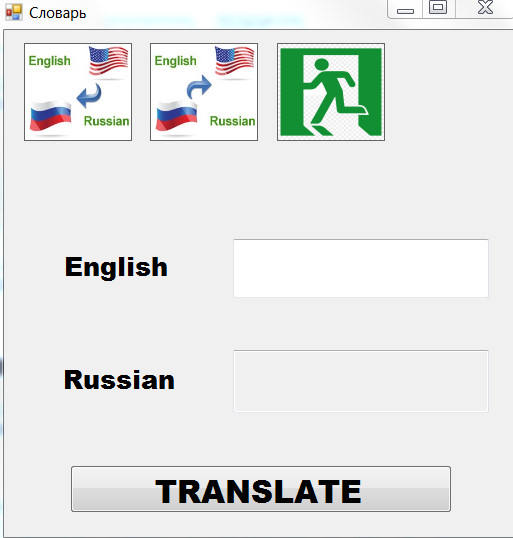 Словарь
English
Russian
English
Russian
English
Russian
TRANSLATE